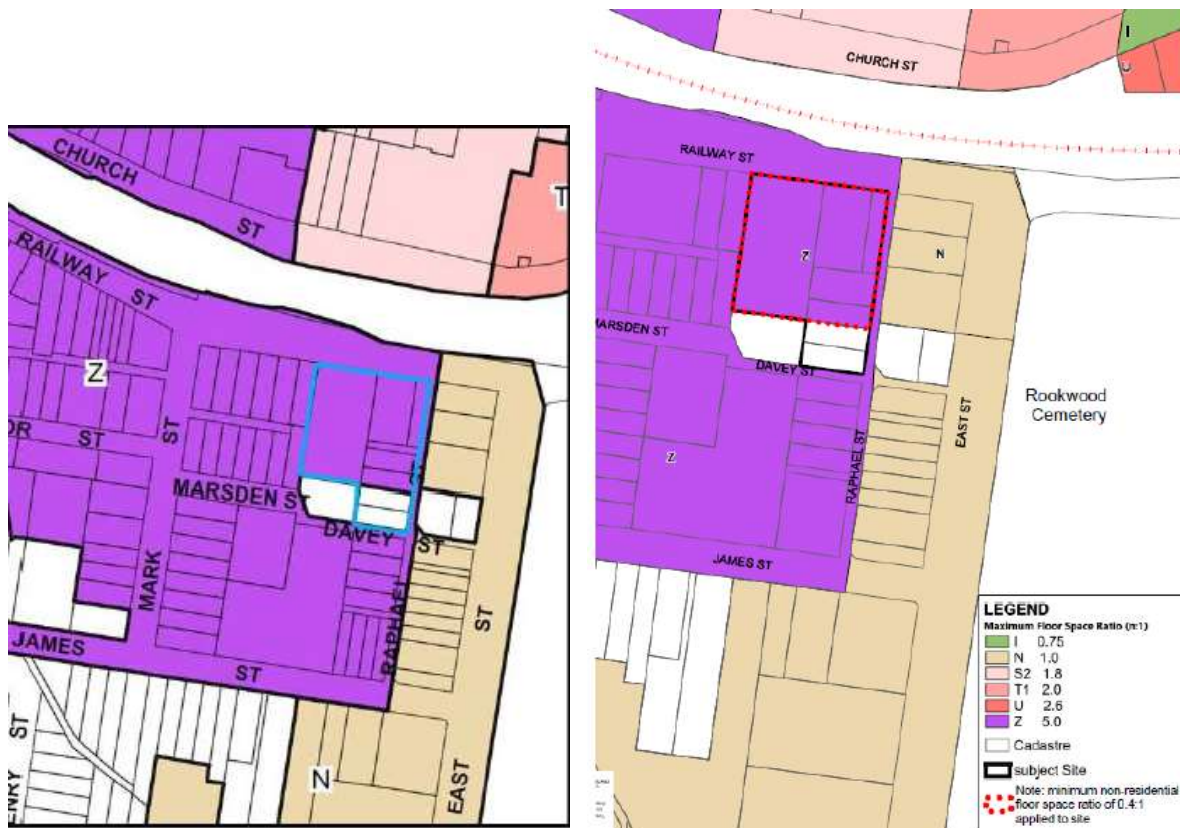 CHURCH
ST
T
RAILWAY
ST
Z
ST
ST
MARSDEN ST
DAVEY
ST
MARK
RAPHAEL
ST
JAMES
ST
ST
N
EAST
CHURCH ST
I
U
RAILWAY ST
Z
N
MARSDEN ST
DAVEY ST
EAST ST
Rookwood
Cemetery
Z
RAPHAEL ST
JAMES ST
LEGEND
Maximum Floor Space Ratio (n:1)
I 0.75
N 1.0
S2 1.8
T1 2.0
U 2.6
Z 5.0
Cadastre
subject Site
Note: minimum non-residential
floor space ratio of 0.4:1
applied to site